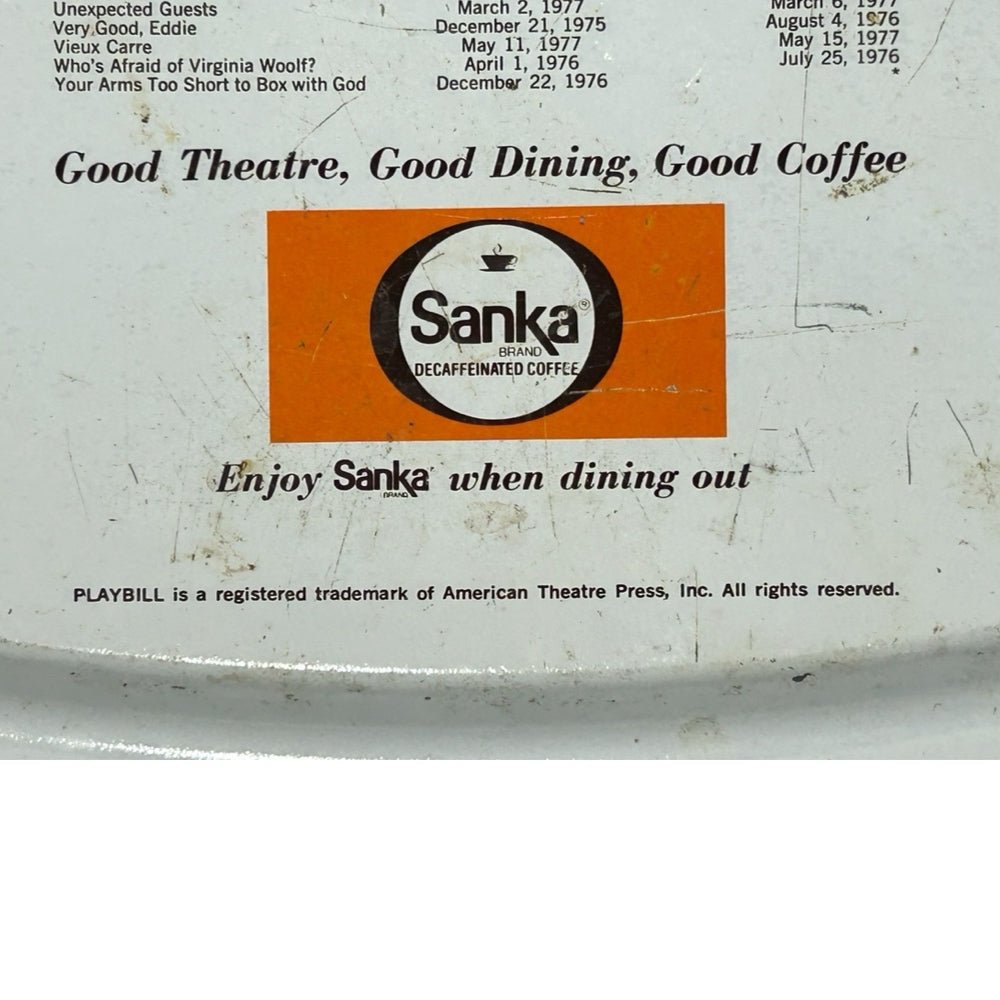 Unexpected Guests March 2, 1977 March 6, 1977
Very Good, Eddie December 21, 1975 August 4, 1976
Vieux Carre May 11, 1977 May 15, 1977
Who's Afraid of Virginia Woolf? April 1, 1976 July 25, 1976
Your Arms Too Short to Box with God December 22, 1976 *
Good Theatre, Good Dining, Good Coffee
Sanka®
BRAND
DECAFFEINATED COFFEE
Enjoy Sanka when dining out
BRAND
PLAYBILL is a registered trademark of American Theatre Press, Inc. All rights reserved.